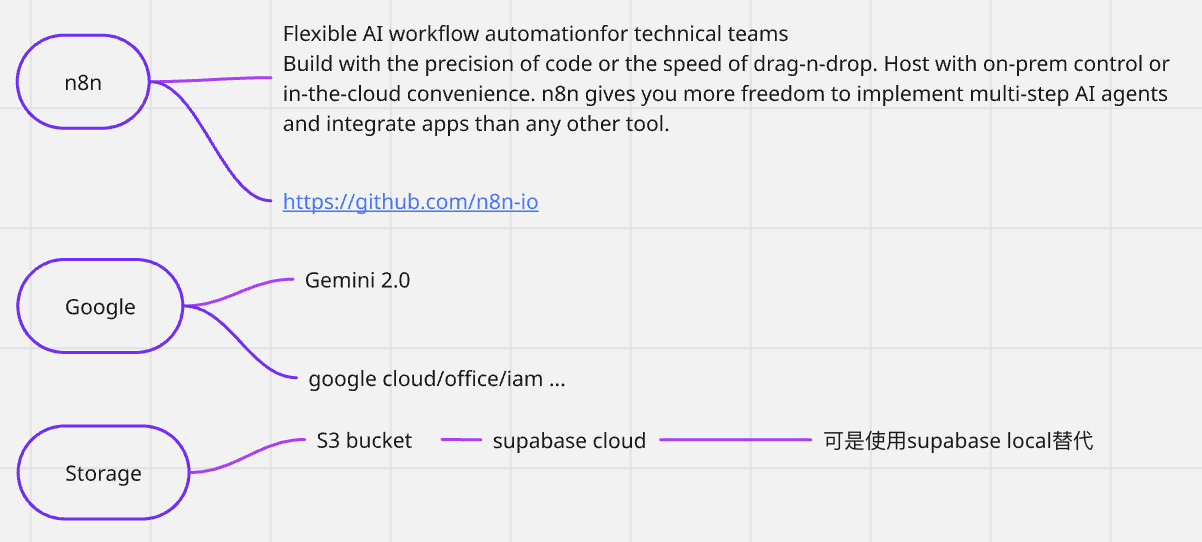 n8n
Flexible AI workflow automationfor technical teams
Build with the precision of code or the speed of drag-n-drop. Host with on-prem control or
in-the-cloud convenience. n8n gives you more freedom to implement multi-step AI agents
and integrate apps than any other tool.
https://github.com/n8n-io
Google
Gemini 2.0
google cloud/office/iam ...
Storage
S3 bucket
supabase cloud
可是使用supabase local替代